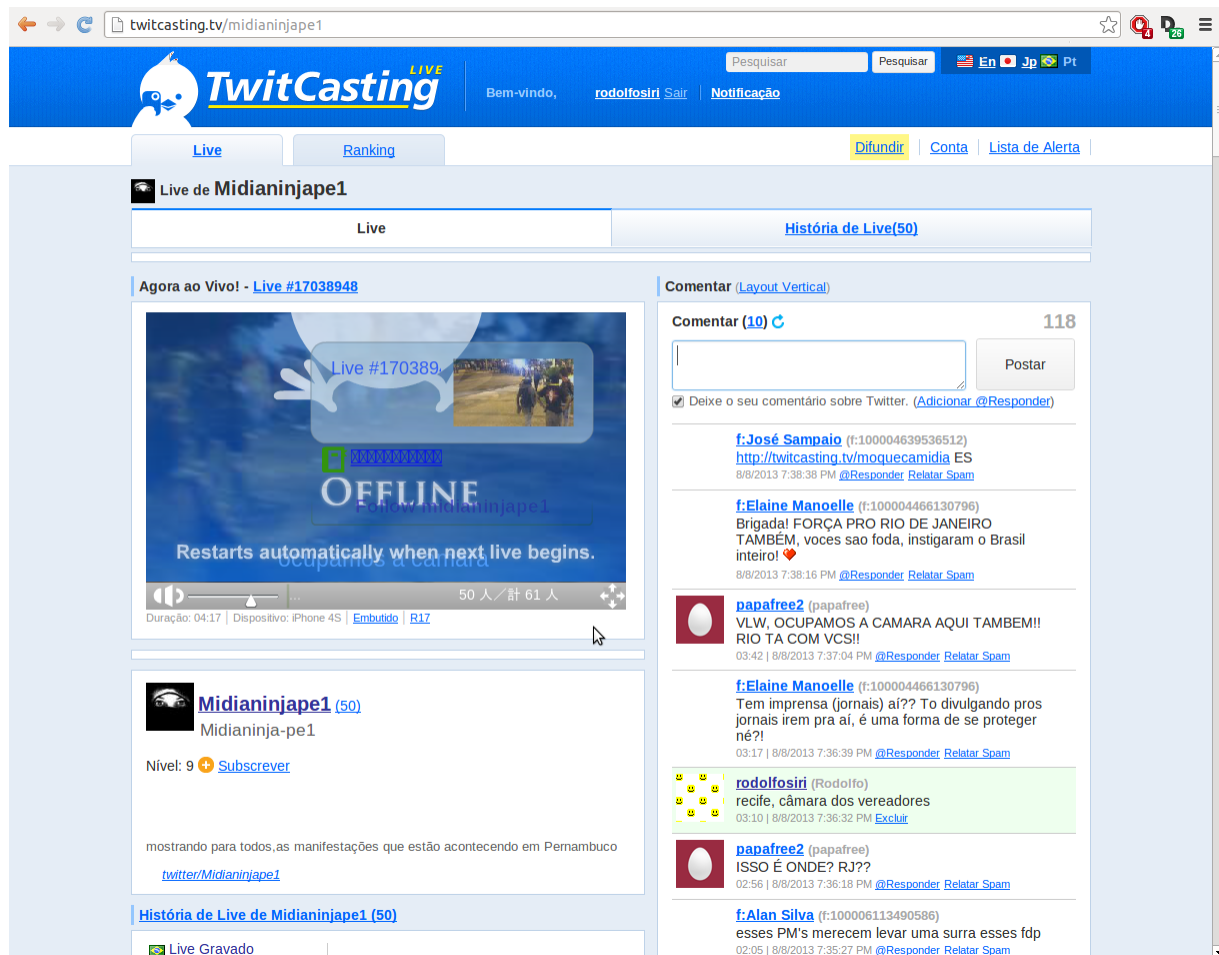 twitcasting.tv/midianinjape1
4
26
TwitCasting LIVE
Pesquisar
Pesquisar
En Jp Pt
Bem-vindo, rodolfosiri Sair Notificação
Live
Ranking
Difundir Conta Lista de Alerta
Live de Midianinjape1
Live
História de Live(50)
Agora ao Vivo! - Live #17038948
Live #170389
OFFLINE
Follow midianinjape1
Restarts automatically when next live begins.
ocupamos a camara
... 50 人／計 61 人
Duração: 04:17 Dispositivo: iPhone 4S Embutido R17
Midianinjape1 (50)
Midianinja-pe1
Nível: 9 Subscrever
mostrando para todos,as manifestações que estão acontecendo em Pernambuco
twitter/Midianinjape1
História de Live de Midianinjape1 (50)
Live Gravado
Comentar (Layout Vertical)
Comentar (10) 118
Postar
Deixe o seu comentário sobre Twitter. (Adicionar @Responder)
f:José Sampaio (f:100004639536512)
http://twitcasting.tv/moquecamidia ES
8/8/2013 7:38:38 PM @Responder Relatar Spam
f:Elaine Manoelle (f:100004466130796)
Brigada! FORÇA PRO RIO DE JANEIRO
TAMBÉM, voces sao foda, instigaram o Brasil
inteiro!
8/8/2013 7:38:16 PM @Responder Relatar Spam
papafree2 (papafree)
VLW, OCUPAMOS A CAMARA AQUI TAMBEM!!
RIO TA COM VCS!!
03:42 | 8/8/2013 7:37:04 PM @Responder Relatar Spam
f:Elaine Manoelle (f:100004466130796)
Tem imprensa (jornais) aí?? To divulgando pros
jornais irem pra aí, é uma forma de se proteger
né?!
03:17 | 8/8/2013 7:36:39 PM @Responder Relatar Spam
rodolfosiri (Rodolfo)
recife, câmara dos vereadores
03:10 | 8/8/2013 7:36:32 PM Excluir
papafree2 (papafree)
ISSO É ONDE? RJ??
02:56 | 8/8/2013 7:36:18 PM @Responder Relatar Spam
f:Alan Silva (f:100006113490586)
esses PM's merecem levar uma surra esses fdp
02:05 | 8/8/2013 7:35:27 PM @Responder Relatar Spam